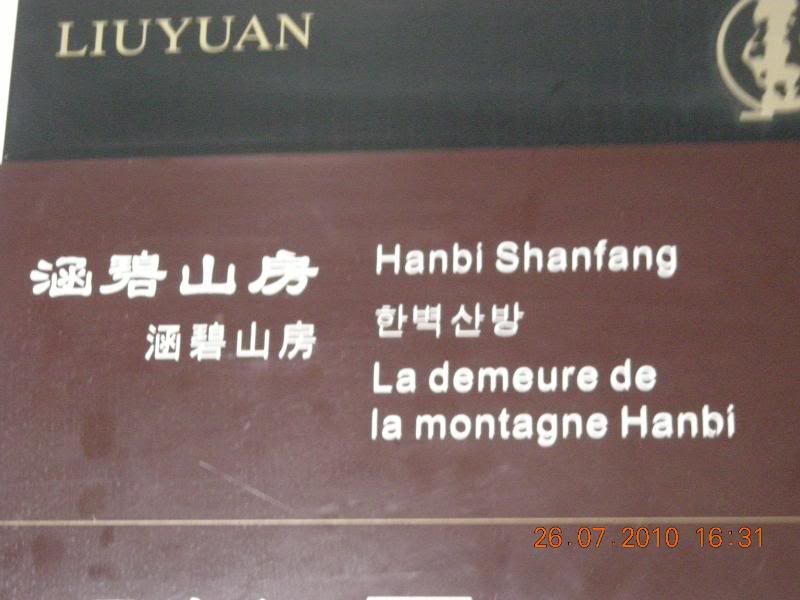 LIUYUAN
涵碧山房
涵碧山房
Hanbi Shanfang
한벽산방
La demeure de
la montagne Hanbi
26.07.2010 16:31